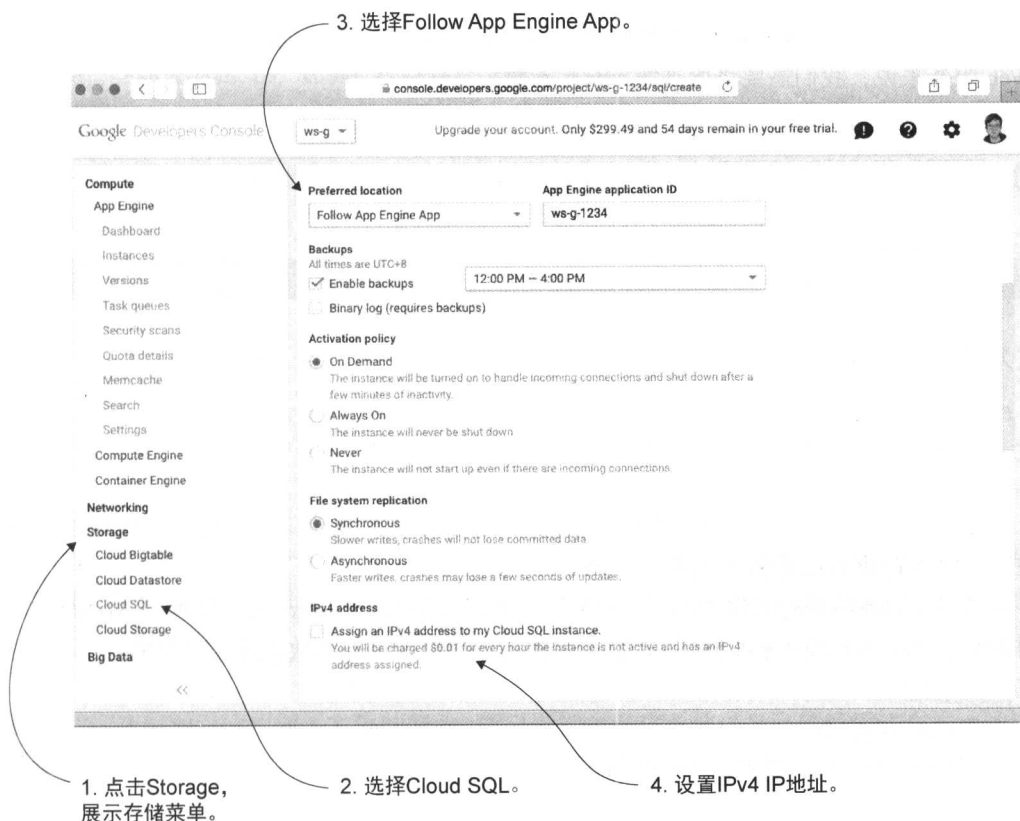 3. 选择Follow App Engine App。
console.developers.google.com/project/ws-g-1234/sql/create
Google Developers Console
ws-g
Upgrade your account. Only $299.49 and 54 days remain in your free trial.
Compute
App Engine
Dashboard
Instances
Versions
Task queues
Security scans
Quota details
Memcache
Search
Settings
Compute Engine
Container Engine
Networking
Storage
Cloud Bigtable
Cloud Datastore
Cloud SQL
Cloud Storage
Big Data
<<
Preferred location
Follow App Engine App
App Engine application ID
ws-g-1234
Backups
All times are UTC+8
Enable backups
12:00 PM — 4:00 PM
Binary log (requires backups)
Activation policy
On Demand
The instance will be turned on to handle incoming connections and shut down after a
few minutes of inactivity.
Always On
The instance will never be shut down
Never
The instance will not start up even if there are incoming connections.
File system replication
Synchronous
Slower writes, crashes will not lose committed data.
Asynchronous
Faster writes, crashes may lose a few seconds of updates.
IPv4 address
Assign an IPv4 address to my Cloud SQL instance.
You will be charged $0.01 for every hour the instance is not active and has an IPv4
address assigned.
1. 点击Storage，
展示存储菜单。
2. 选择Cloud SQL。
4. 设置IPv4 IP地址。